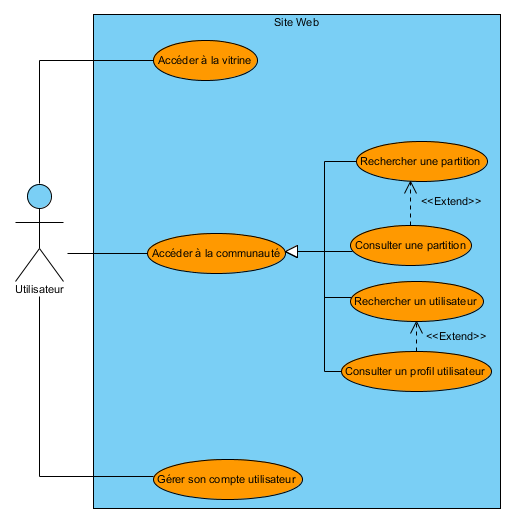 Site Web
Accéder à la vitrine
Rechercher une partition
<<Extend>>
Consulter une partition
Accéder à la communauté
Utilisateur
Rechercher un utilisateur
<<Extend>>
Consulter un profil utilisateur
Gérer son compte utilisateur